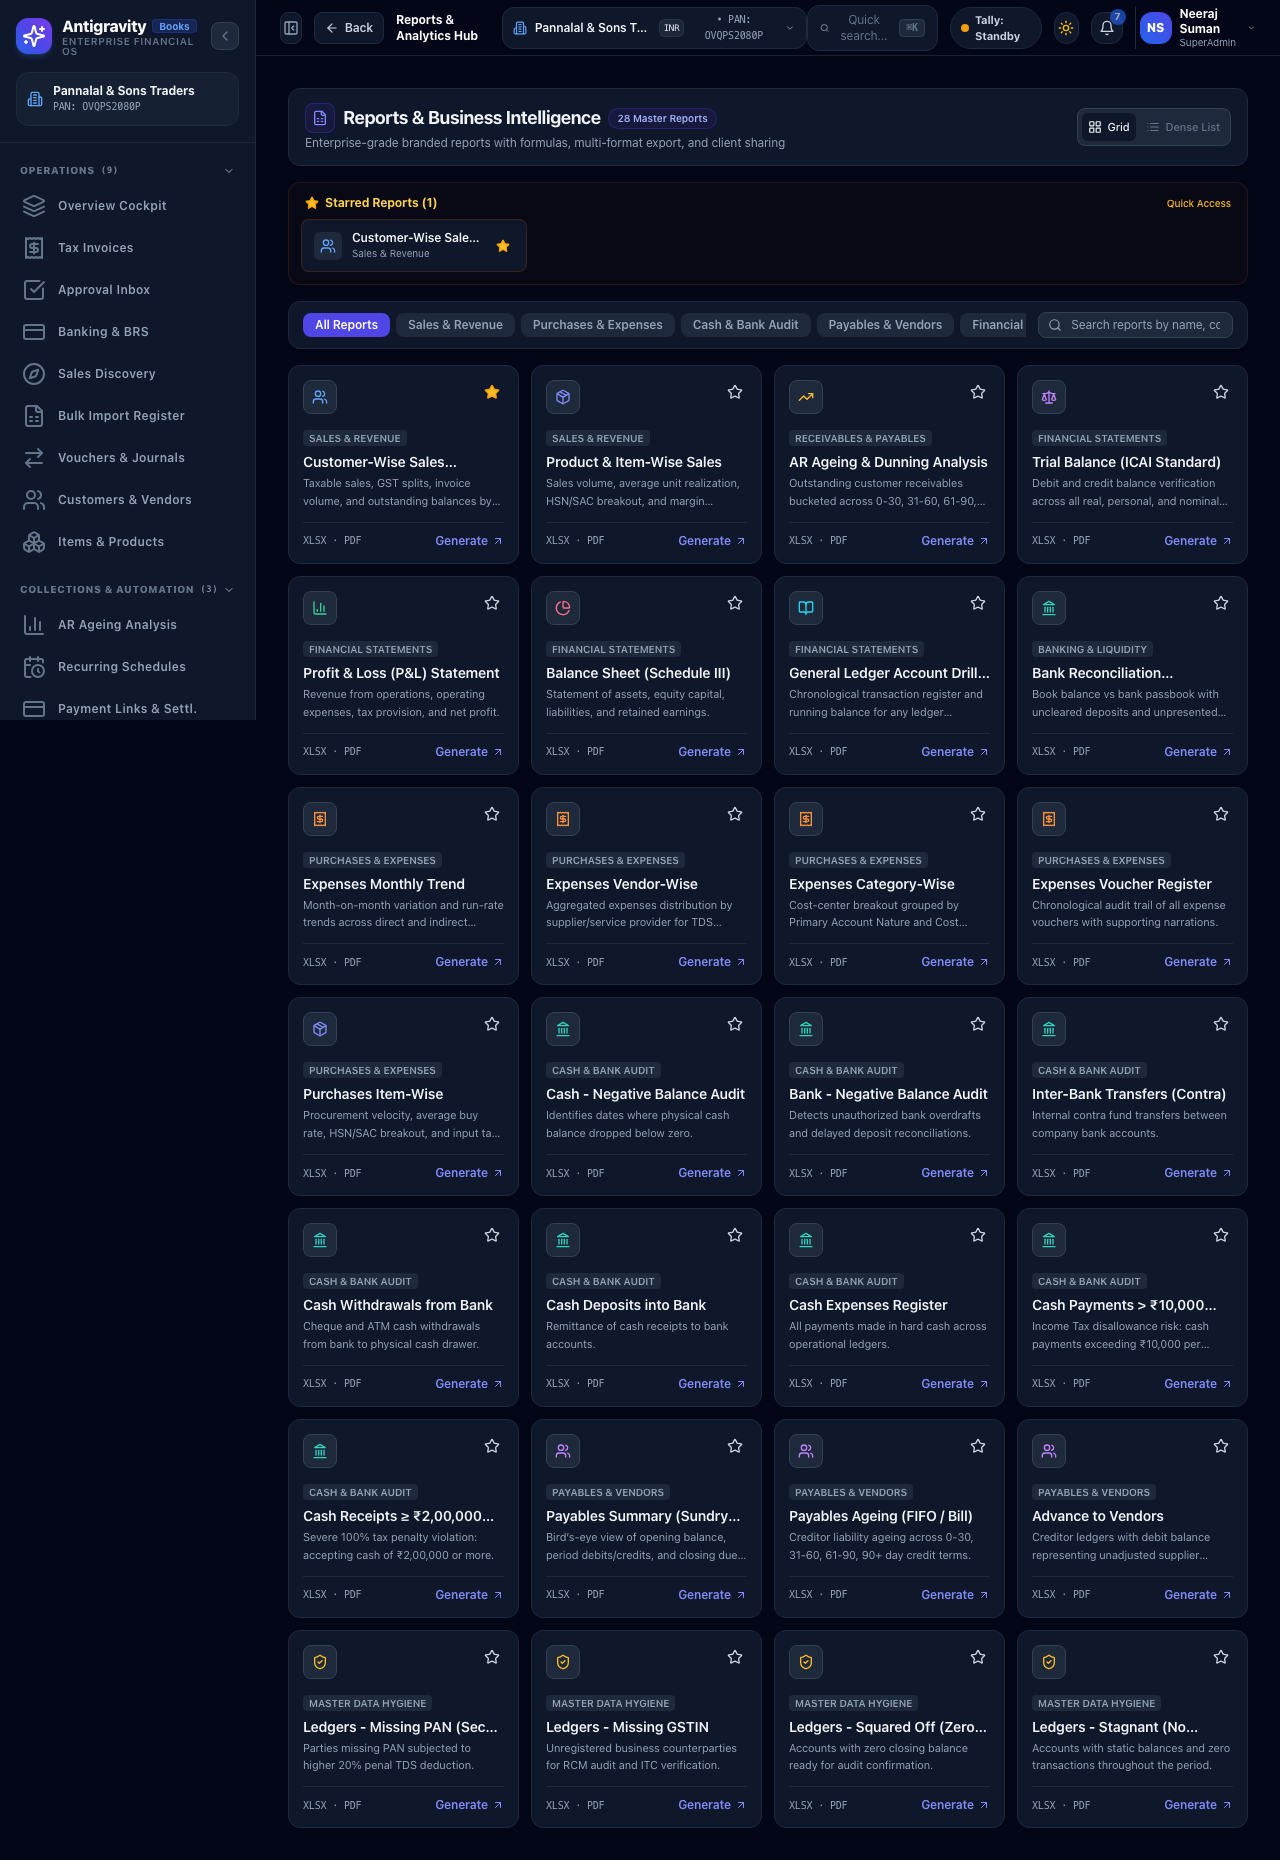 Antigravity Books
ENTERPRISE FINANCIAL OS
Pannalal & Sons Traders
PAN: OVQPS2080P
OPERATIONS (9)
Overview Cockpit
Tax Invoices
Approval Inbox
Banking & BRS
Sales Discovery
Bulk Import Register
Vouchers & Journals
Customers & Vendors
Items & Products
COLLECTIONS & AUTOMATION (3)
AR Ageing Analysis
Recurring Schedules
Payment Links & Settl.
Back
Reports & Analytics Hub
Pannalal & Sons T... INR • PAN: OVQPS2080P
Quick search... ⌘K
Tally: Standby
7
NS
Neeraj Suman
SuperAdmin
Reports & Business Intelligence 28 Master Reports
Enterprise-grade branded reports with formulas, multi-format export, and client sharing
Grid Dense List
Starred Reports (1) Quick Access
Customer-Wise Sale...
Sales & Revenue
All Reports Sales & Revenue Purchases & Expenses Cash & Bank Audit Payables & Vendors Financial
Search reports by name, cc
SALES & REVENUE
Customer-Wise Sales...
Taxable sales, GST splits, invoice
volume, and outstanding balances by...
XLSX · PDF Generate
SALES & REVENUE
Product & Item-Wise Sales
Sales volume, average unit realization,
HSN/SAC breakout, and margin...
XLSX · PDF Generate
RECEIVABLES & PAYABLES
AR Ageing & Dunning Analysis
Outstanding customer receivables
bucketed across 0-30, 31-60, 61-90,...
XLSX · PDF Generate
FINANCIAL STATEMENTS
Trial Balance (ICAI Standard)
Debit and credit balance verification
across all real, personal, and nominal...
XLSX · PDF Generate
FINANCIAL STATEMENTS
Profit & Loss (P&L) Statement
Revenue from operations, operating
expenses, tax provision, and net profit.
XLSX · PDF Generate
FINANCIAL STATEMENTS
Balance Sheet (Schedule III)
Statement of assets, equity capital,
liabilities, and retained earnings.
XLSX · PDF Generate
FINANCIAL STATEMENTS
General Ledger Account Drill...
Chronological transaction register and
running balance for any ledger...
XLSX · PDF Generate
BANKING & LIQUIDITY
Bank Reconciliation...
Book balance vs bank passbook with
uncleared deposits and unpresented...
XLSX · PDF Generate
PURCHASES & EXPENSES
Expenses Monthly Trend
Month-on-month variation and run-rate
trends across direct and indirect...
XLSX · PDF Generate
PURCHASES & EXPENSES
Expenses Vendor-Wise
Aggregated expenses distribution by
supplier/service provider for TDS...
XLSX · PDF Generate
PURCHASES & EXPENSES
Expenses Category-Wise
Cost-center breakout grouped by
Primary Account Nature and Cost...
XLSX · PDF Generate
PURCHASES & EXPENSES
Expenses Voucher Register
Chronological audit trail of all expense
vouchers with supporting narrations.
XLSX · PDF Generate
PURCHASES & EXPENSES
Purchases Item-Wise
Procurement velocity, average buy
rate, HSN/SAC breakout, and input ta...
XLSX · PDF Generate
CASH & BANK AUDIT
Cash - Negative Balance Audit
Identifies dates where physical cash
balance dropped below zero.
XLSX · PDF Generate
CASH & BANK AUDIT
Bank - Negative Balance Audit
Detects unauthorized bank overdrafts
and delayed deposit reconciliations.
XLSX · PDF Generate
CASH & BANK AUDIT
Inter-Bank Transfers (Contra)
Internal contra fund transfers between
company bank accounts.
XLSX · PDF Generate
CASH & BANK AUDIT
Cash Withdrawals from Bank
Cheque and ATM cash withdrawals
from bank to physical cash drawer.
XLSX · PDF Generate
CASH & BANK AUDIT
Cash Deposits into Bank
Remittance of cash receipts to bank
accounts.
XLSX · PDF Generate
CASH & BANK AUDIT
Cash Expenses Register
All payments made in hard cash across
operational ledgers.
XLSX · PDF Generate
CASH & BANK AUDIT
Cash Payments > ₹10,000...
Income Tax disallowance risk: cash
payments exceeding ₹10,000 per...
XLSX · PDF Generate
CASH & BANK AUDIT
Cash Receipts ≥ ₹2,00,000...
Severe 100% tax penalty violation:
accepting cash of ₹2,00,000 or more.
XLSX · PDF Generate
PAYABLES & VENDORS
Payables Summary (Sundry...
Bird's-eye view of opening balance,
period debits/credits, and closing due...
XLSX · PDF Generate
PAYABLES & VENDORS
Payables Ageing (FIFO / Bill)
Creditor liability ageing across 0-30,
31-60, 61-90, 90+ day credit terms.
XLSX · PDF Generate
PAYABLES & VENDORS
Advance to Vendors
Creditor ledgers with debit balance
representing unadjusted supplier...
XLSX · PDF Generate
MASTER DATA HYGIENE
Ledgers - Missing PAN (Sec...
Parties missing PAN subjected to
higher 20% penal TDS deduction.
XLSX · PDF Generate
MASTER DATA HYGIENE
Ledgers - Missing GSTIN
Unregistered business counterparties
for RCM audit and ITC verification.
XLSX · PDF Generate
MASTER DATA HYGIENE
Ledgers - Squared Off (Zero...
Accounts with zero closing balance
ready for audit confirmation.
XLSX · PDF Generate
MASTER DATA HYGIENE
Ledgers - Stagnant (No...
Accounts with static balances and zero
transactions throughout the period.
XLSX · PDF Generate